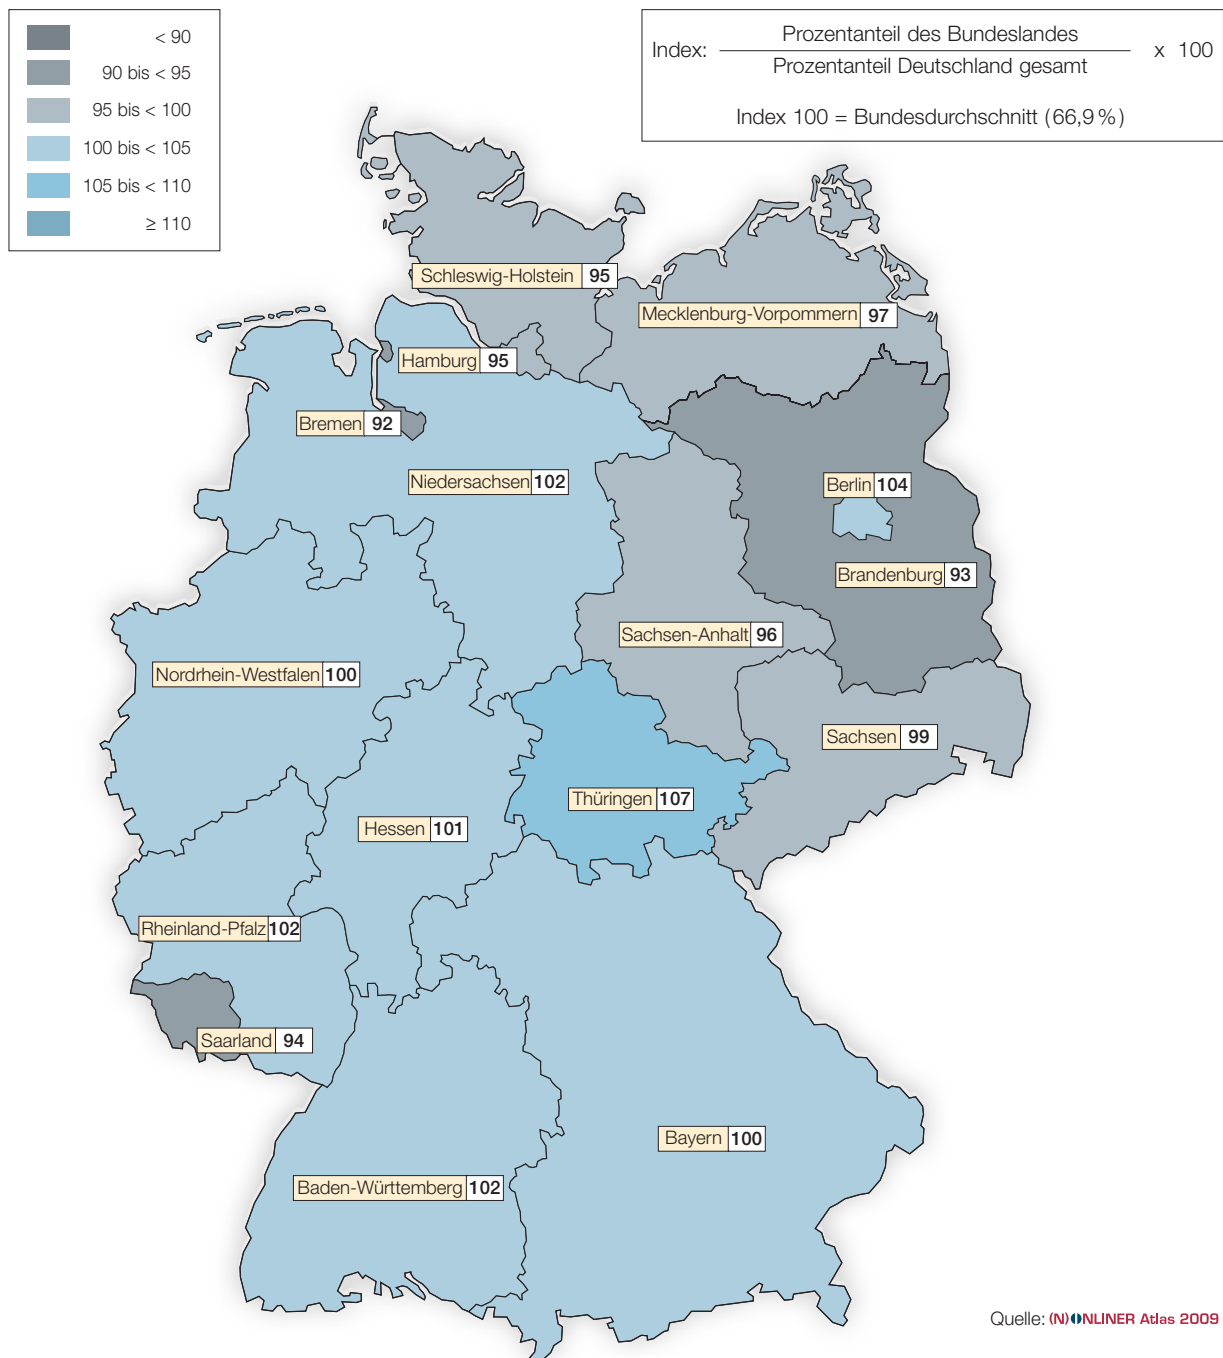 < 90
90 bis < 95
95 bis < 100
100 bis < 105
105 bis < 110
≥ 110
Prozentanteil des Bundeslandes
Index: x 100
Prozentanteil Deutschland gesamt
Index 100 = Bundesdurchschnitt (66,9 %)
Schleswig-Holstein 95
Mecklenburg-Vorpommern 97
Hamburg 95
Bremen 92
Niedersachsen 102
Berlin 104
Brandenburg 93
Sachsen-Anhalt 96
Nordrhein-Westfalen 100
Sachsen 99
Thüringen 107
Hessen 101
Rheinland-Pfalz 102
Saarland 94
Bayern 100
Baden-Württemberg 102
Quelle: (N)ONLINER Atlas 2009